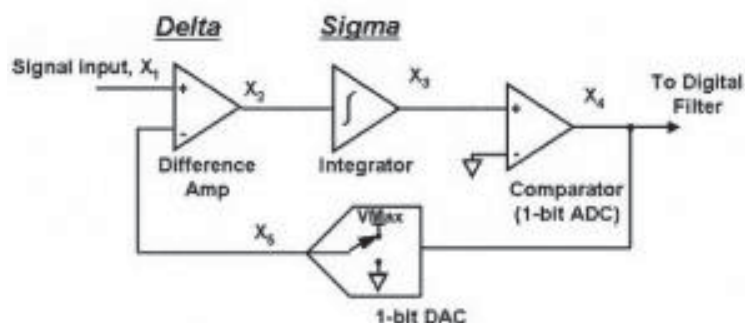 Delta
Sigma
Signal input, X1
X2
X3
X4
To Digital
Filter
+
-
∫
+
-
Difference
Amp
Integrator
Comparator
(1-bit ADC)
X5
VMax
1-bit DAC